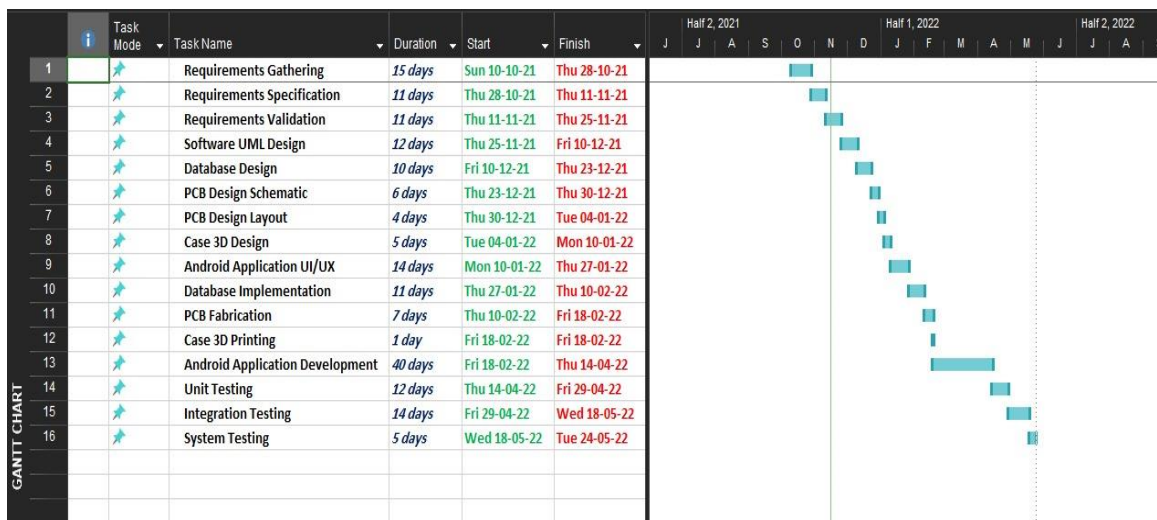 Half 2, 2021 Half 1, 2022 Half 2, 2022
Task Mode Task Name Duration Start Finish J J A S O N D J F M A M J J A
1 Requirements Gathering 15 days Sun 10-10-21 Thu 28-10-21
2 Requirements Specification 11 days Thu 28-10-21 Thu 11-11-21
3 Requirements Validation 11 days Thu 11-11-21 Thu 25-11-21
4 Software UML Design 12 days Thu 25-11-21 Fri 10-12-21
5 Database Design 10 days Fri 10-12-21 Thu 23-12-21
6 PCB Design Schematic 6 days Thu 23-12-21 Thu 30-12-21
7 PCB Design Layout 4 days Thu 30-12-21 Tue 04-01-22
8 Case 3D Design 5 days Tue 04-01-22 Mon 10-01-22
9 Android Application UI/UX 14 days Mon 10-01-22 Thu 27-01-22
10 Database Implementation 11 days Thu 27-01-22 Thu 10-02-22
11 PCB Fabrication 7 days Thu 10-02-22 Fri 18-02-22
12 Case 3D Printing 1 day Fri 18-02-22 Fri 18-02-22
13 Android Application Development 40 days Fri 18-02-22 Thu 14-04-22
14 Unit Testing 12 days Thu 14-04-22 Fri 29-04-22
15 Integration Testing 14 days Fri 29-04-22 Wed 18-05-22
16 System Testing 5 days Wed 18-05-22 Tue 24-05-22
GANTT CHART